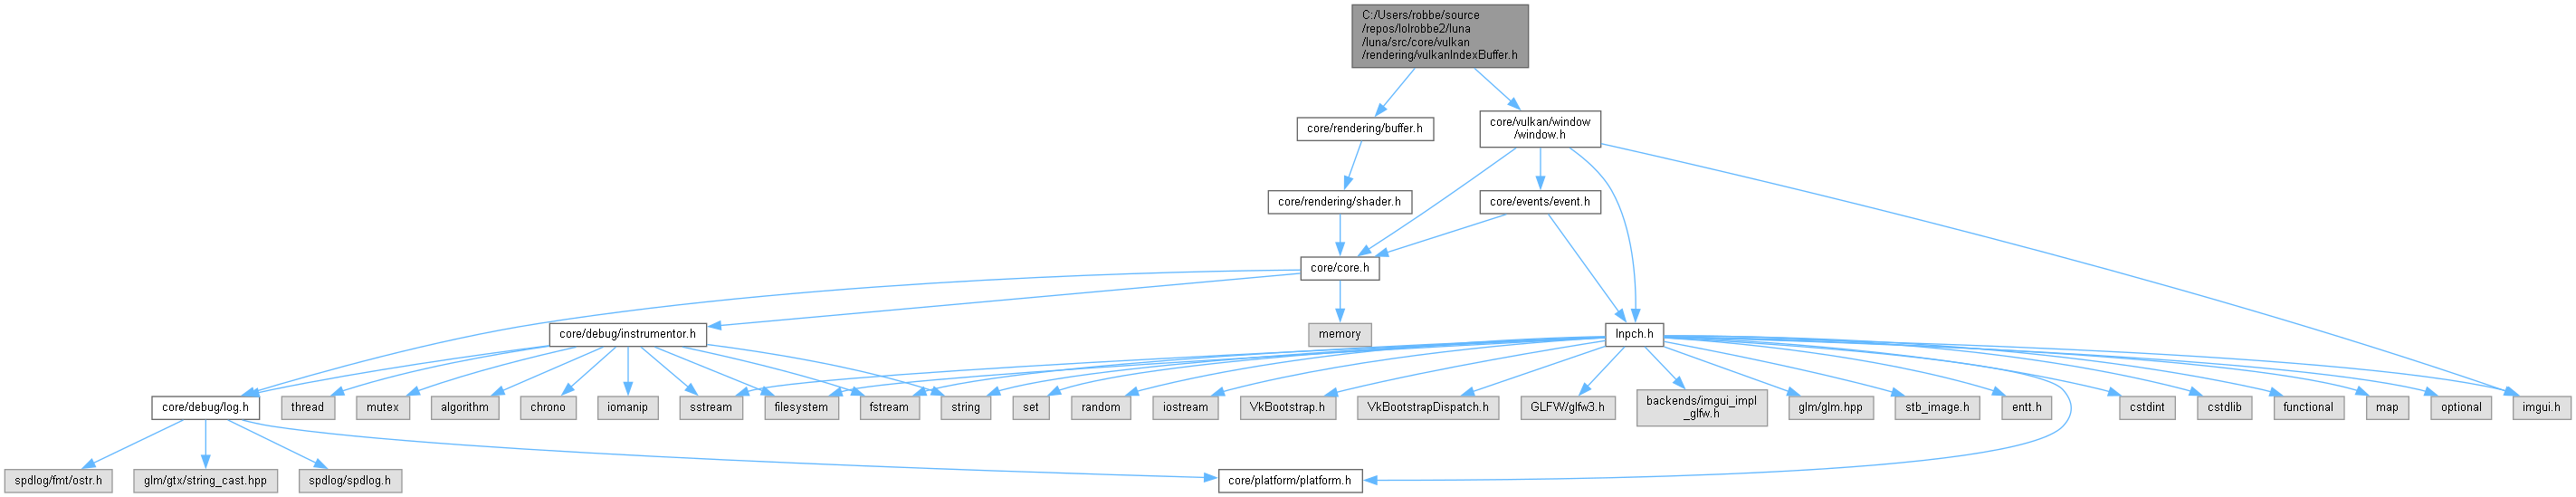 C:/Users/robbe/source
/repos/lolrobbe2/luna
/luna/src/core/vulkan
/rendering/vulkanIndexBuffer.h
core/rendering/buffer.h
core/vulkan/window
/window.h
core/rendering/shader.h
core/events/event.h
core/core.h
core/debug/instrumentor.h
memory
lnpch.h
core/debug/log.h
thread
mutex
algorithm
chrono
iomanip
sstream
filesystem
fstream
string
set
random
iostream
VkBootstrap.h
VkBootstrapDispatch.h
GLFW/glfw3.h
backends/imgui_impl
_glfw.h
glm/glm.hpp
stb_image.h
entt.h
cstdint
cstdlib
functional
map
optional
imgui.h
spdlog/fmt/ostr.h
glm/gtx/string_cast.hpp
spdlog/spdlog.h
core/platform/platform.h